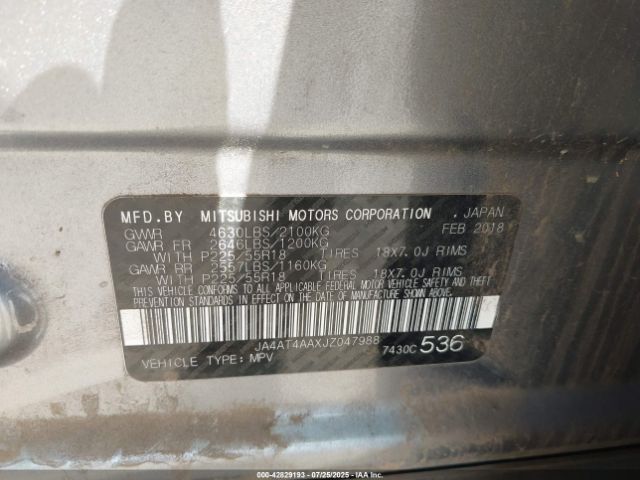 MFD.BY MITSUBISHI MOTORS CORPORATION . JAPAN
GVWR 4630LBS/2100KG FEB 2018
GAWR FR 2646LBS/1200KG
WITH P225/55R18 TIRES 18X7.0J RIMS
GAWR RR 2557LBS/1160KG
WITH P225/55R18 TIRES 18X7.0J RIMS
THIS VEHICLE CONFORMS TO ALL APPLICABLE FEDERAL MOTOR VEHICLE SAFETY AND THEFT
PREVENTION STANDARDS IN EFFECT ON THE DATE OF MANUFACTURE SHOWN ABOVE.
JA4AT4AAXJZ047988
7430C 536
VEHICLE TYPE: MPV
000-42829193 - 07/25/2025 - IAAI.COM